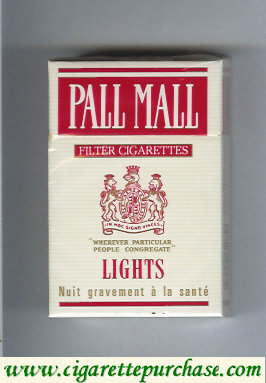 PALL MALL
FILTER CIGARETTES
IN HOC SIGNO VINCES
"WHEREVER PARTICULAR
PEOPLE CONGREGATE"
LIGHTS
Nuit gravement à la santé
www.cigarettepurchase.com